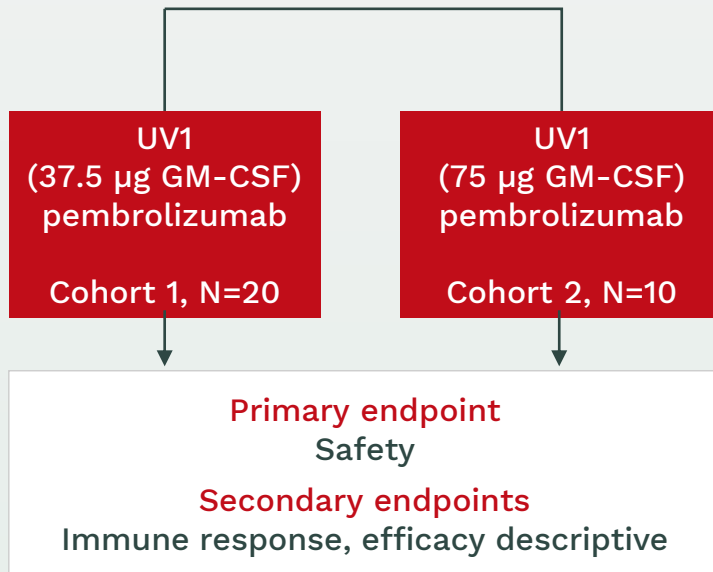 UV1
(37.5 µg GM-CSF)
pembrolizumab
Cohort 1, N=20
UV1
(75 µg GM-CSF)
pembrolizumab
Cohort 2, N=10
Primary endpoint
Safety
Secondary endpoints
Immune response, efficacy descriptive